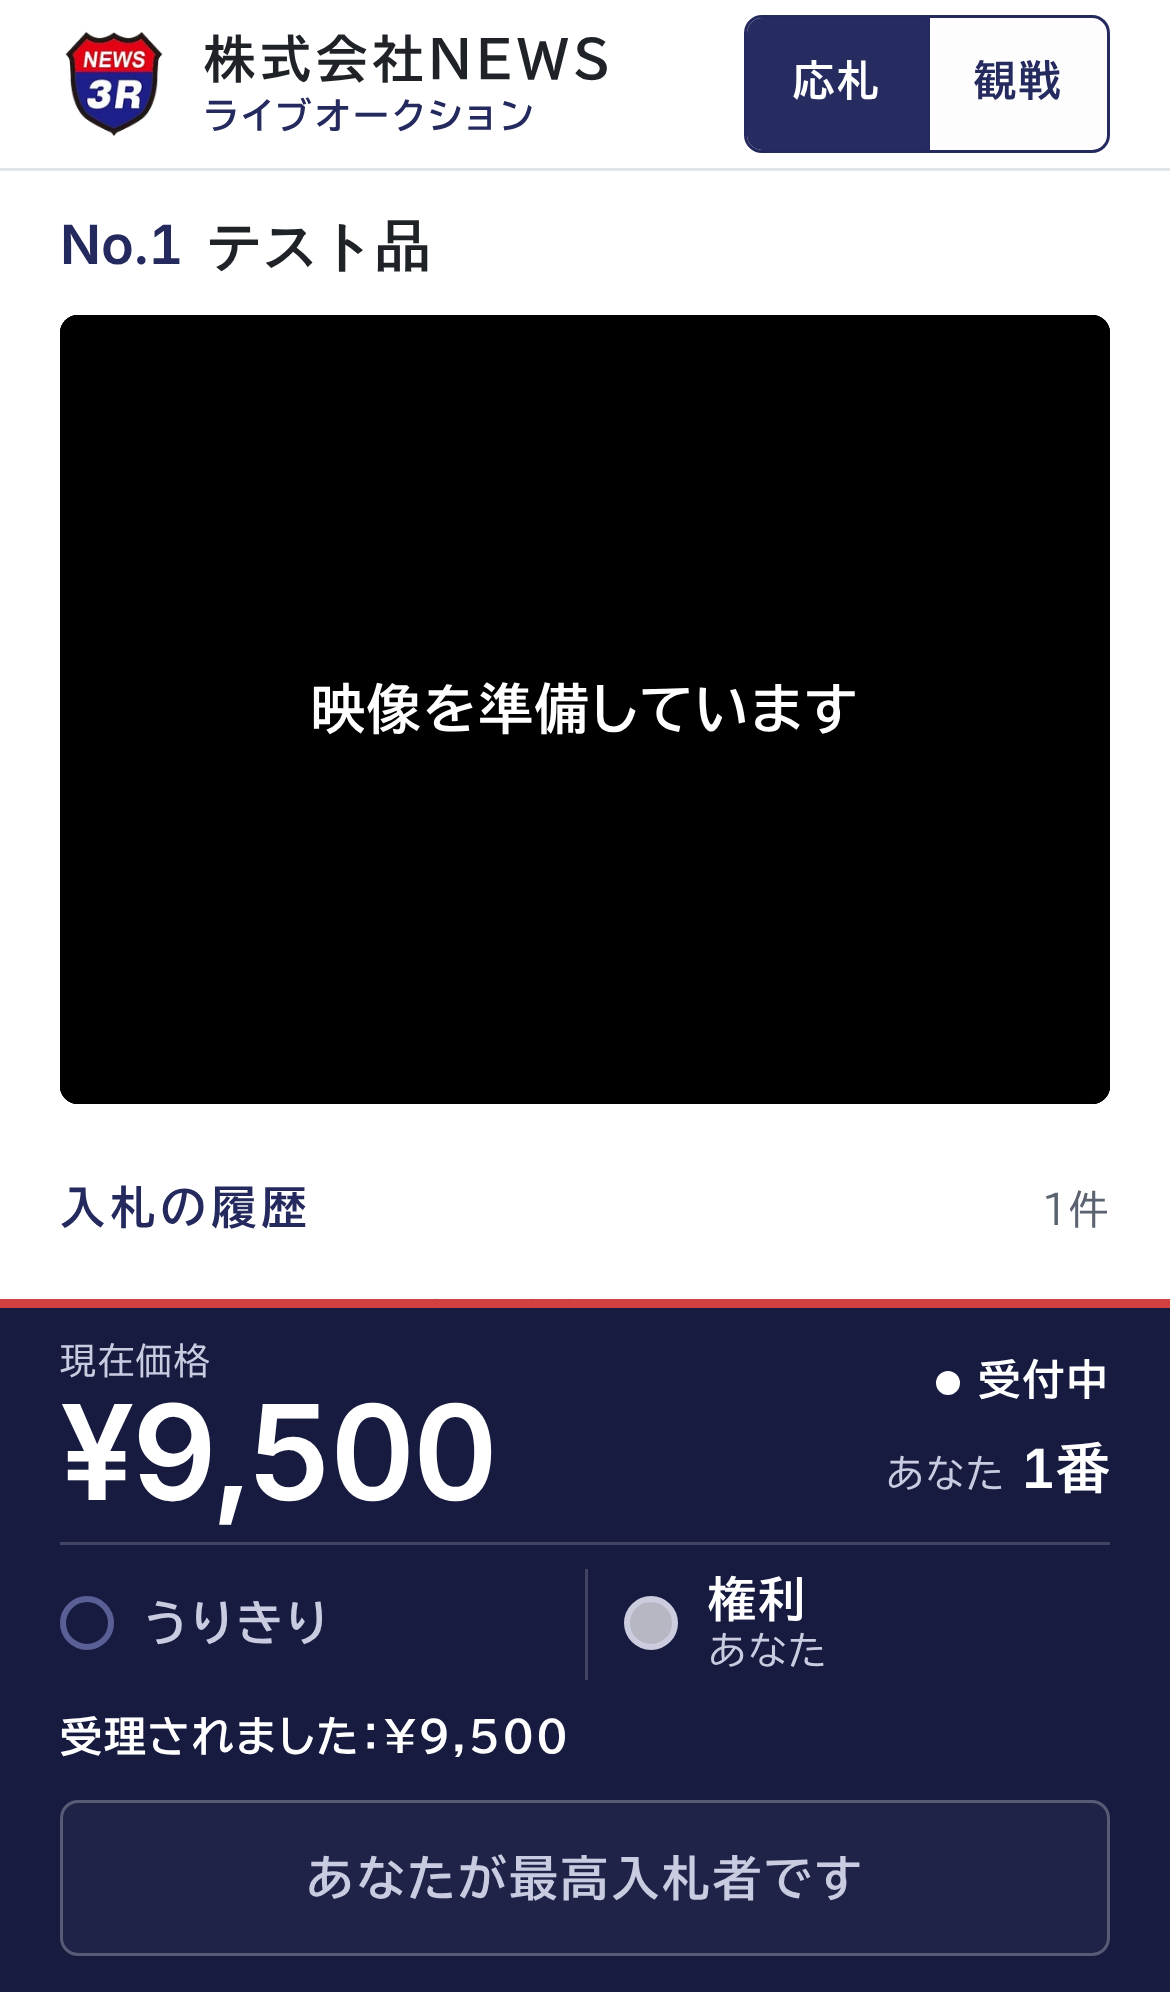 NEWS
3R
株式会社NEWS
ライブオークション
応札
観戦
No.1 テスト品
映像を準備しています
入札の履歴
1件
現在価格
¥9,500
受付中
あなた 1番
うりきり
権利
あなた
受理されました:¥9,500
あなたが最高入札者です